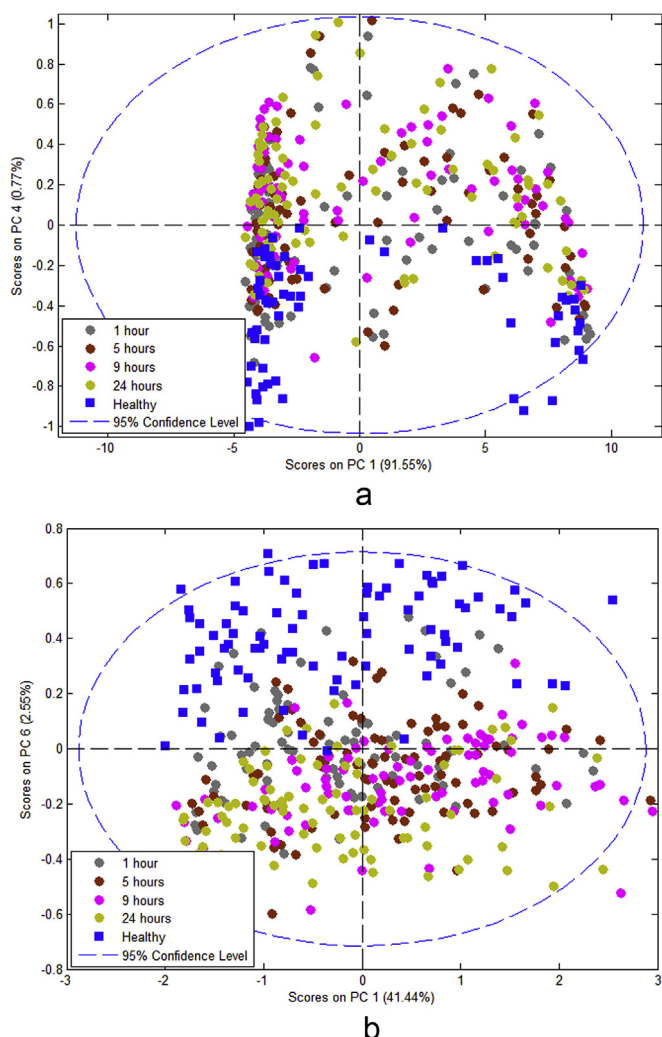 1
0.8
0.6
0.4
0.2
0
-0.2
-0.4
-0.6
-0.8
-1
Scores on PC 4 (0.77%)
1 hour
5 hours
9 hours
24 hours
Healthy
95% Confidence Level
-10 -5 0 5 10
Scores on PC 1 (91.55%)
a
0.8
0.6
0.4
0.2
0
-0.2
-0.4
-0.6
-0.8
Scores on PC 6 (2.55%)
1 hour
5 hours
9 hours
24 hours
Healthy
95% Confidence Level
-3 -2 -1 0 1 2 3
Scores on PC 1 (41.44%)
b